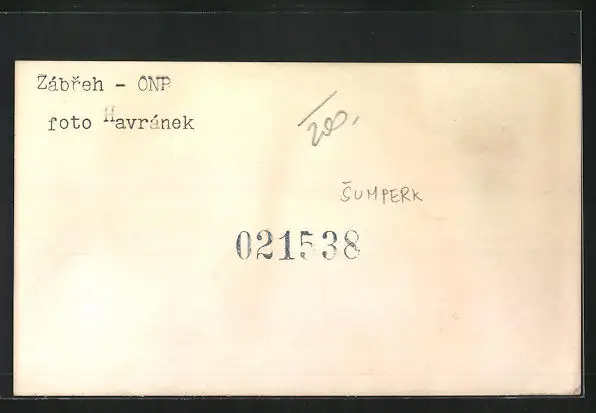 Zábřeh - ONP
foto Havránek
200,
ŠUMPERK
021538